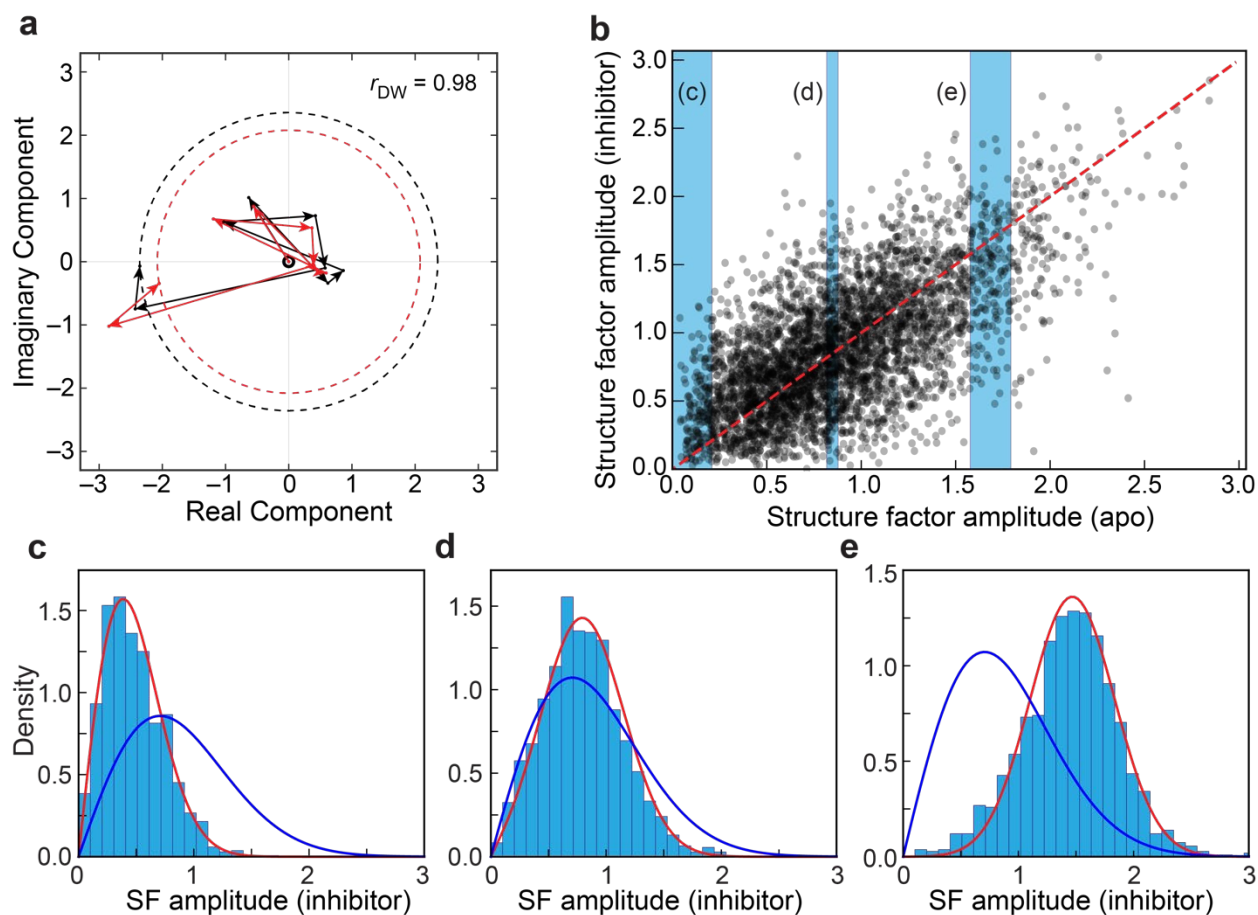 a
r_DW = 0.98
3
2
1
0
−1
−2
−3
−3 −2 −1 0 1 2 3
Imaginary Component
Real Component
b
(c) (d) (e)
3.0
2.5
2.0
1.5
1.0
0.5
0.0
0.0 0.5 1.0 1.5 2.0 2.5 3.0
Structure factor amplitude (inhibitor)
Structure factor amplitude (apo)
c
1.5
1.0
0.5
0.0
0 1 2 3
Density
SF amplitude (inhibitor)
d
1.5
1.0
0.5
0.0
0 1 2 3
SF amplitude (inhibitor)
e
1.5
1.0
0.5
0.0
0 1 2 3
SF amplitude (inhibitor)